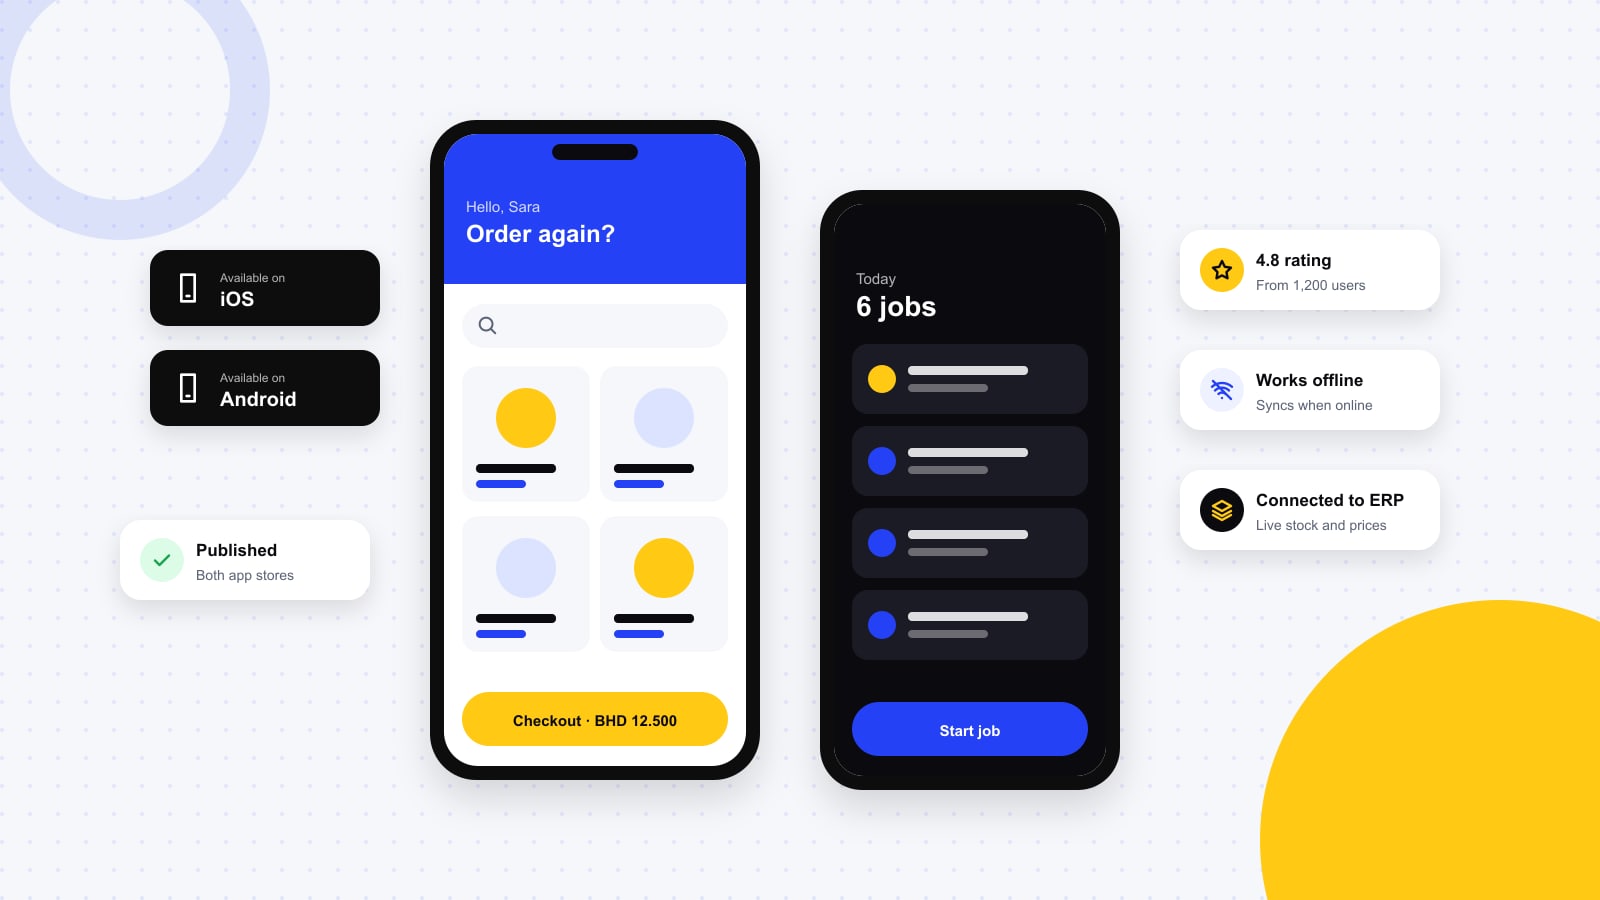 Available on
iOS
Available on
Android
Published
Both app stores
Hello, Sara
Order again?
Checkout · BHD 12.500
Today
6 jobs
Start job
4.8 rating
From 1,200 users
Works offline
Syncs when online
Connected to ERP
Live stock and prices